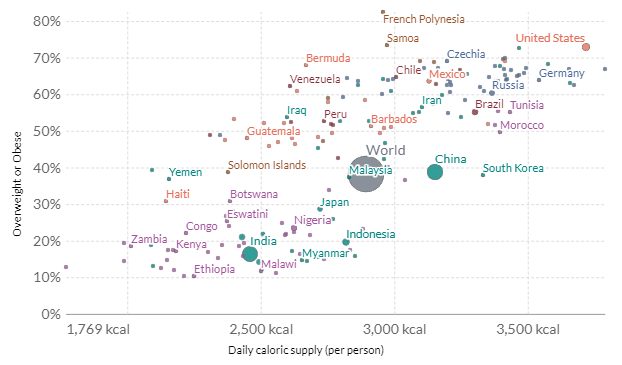 80%
French Polynesia
Samoa
United States
70%
Bermuda
Czechia
Chile
Mexico
Germany
Venezuela
60%
Russia
Iran
Iraq
Peru
Brazil
Tunisia
50%
Guatemala
Barbados
Morocco
World
40%
Yemen
Solomon Islands
Malaysia
China
South Korea
30%
Haiti
Botswana
Japan
Eswatini
Congo
Nigeria
20%
Zambia
Kenya
India
Indonesia
Myanmar
10%
Ethiopia
Malawi
0%
1,769 kcal
2,500 kcal
3,000 kcal
3,500 kcal
Daily caloric supply (per person)
Overweight or Obese